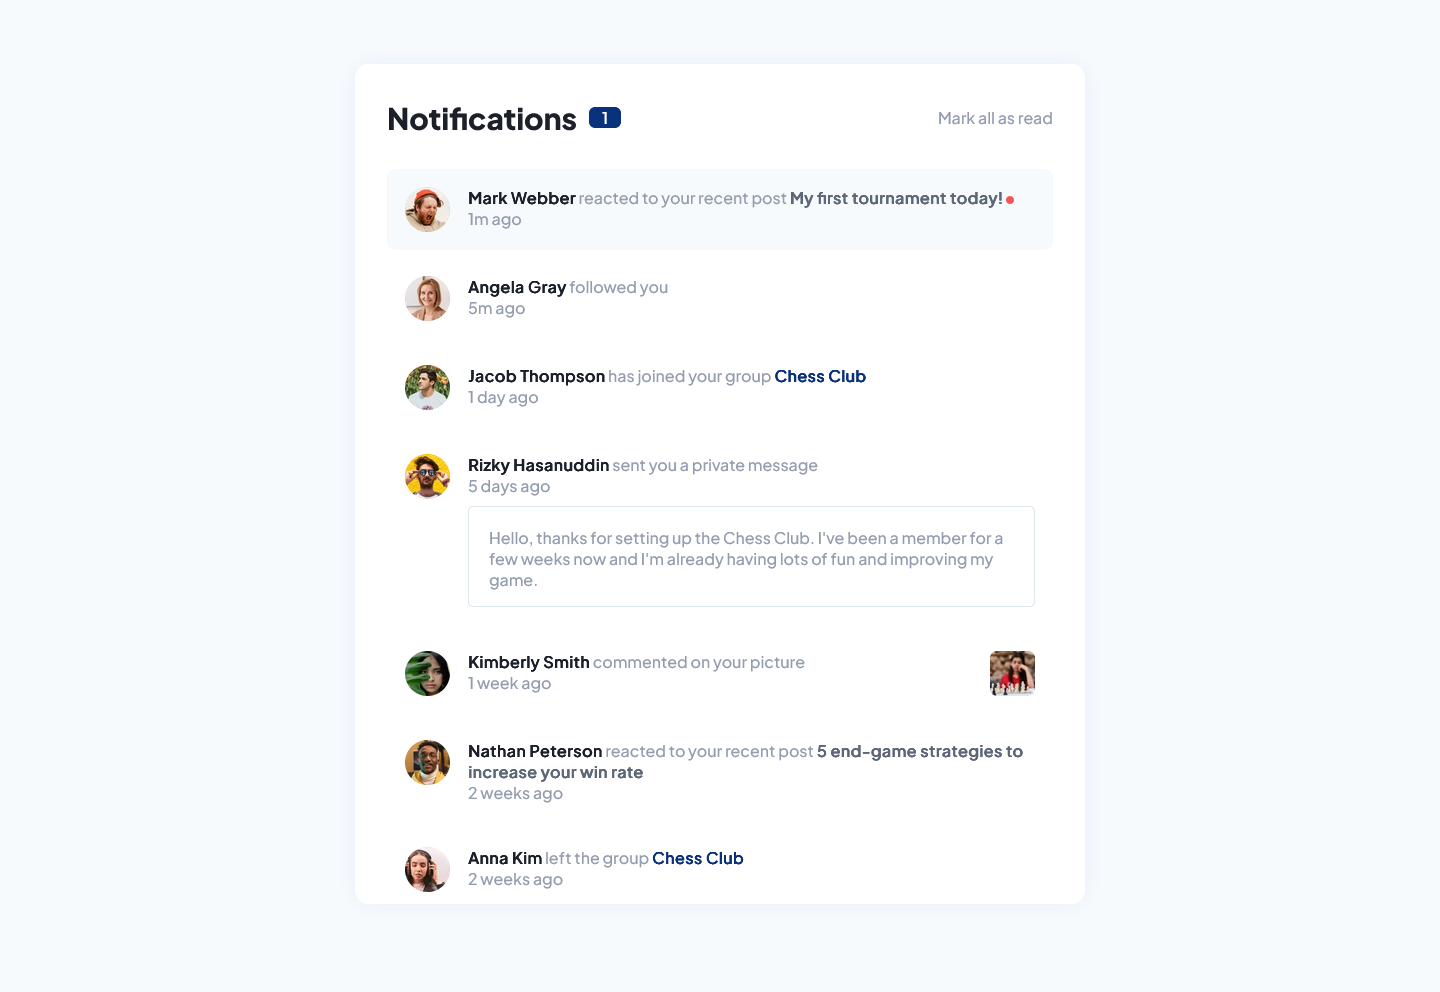 Notifications 1
Mark all as read
Mark Webber reacted to your recent post My first tournament today!
1m ago
Angela Gray followed you
5m ago
Jacob Thompson has joined your group Chess Club
1 day ago
Rizky Hasanuddin sent you a private message
5 days ago
Hello, thanks for setting up the Chess Club. I've been a member for a
few weeks now and I'm already having lots of fun and improving my
game.
Kimberly Smith commented on your picture
1 week ago
Nathan Peterson reacted to your recent post 5 end-game strategies to
increase your win rate
2 weeks ago
Anna Kim left the group Chess Club
2 weeks ago